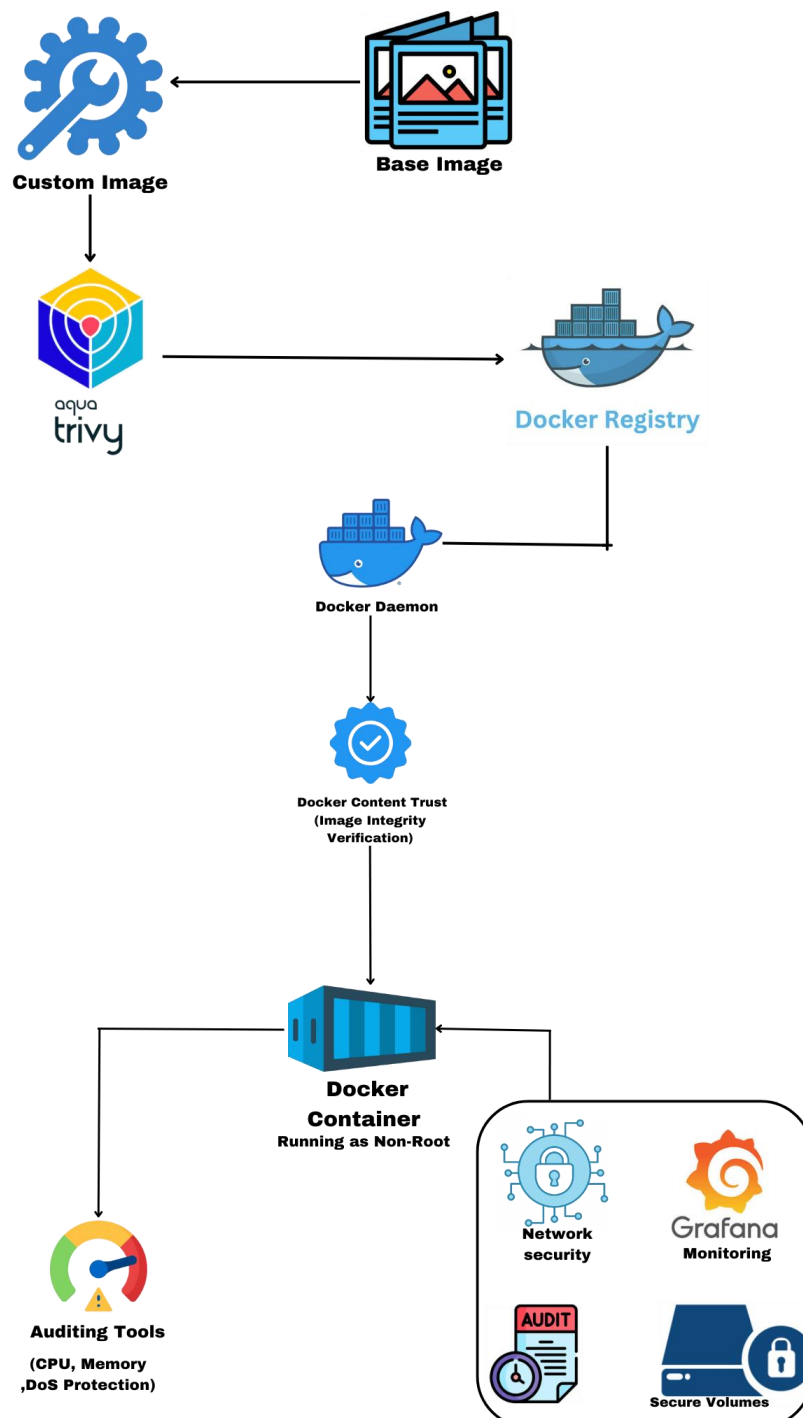 Base Image
Custom Image
aqua
trivy
Docker Registry
Docker Daemon
Docker Content Trust
(Image Integrity
Verification)
Docker
Container
Running as Non-Root
Network
security
Grafana
Monitoring
Auditing Tools
(CPU, Memory
,DoS Protection)
AUDIT
Secure Volumes